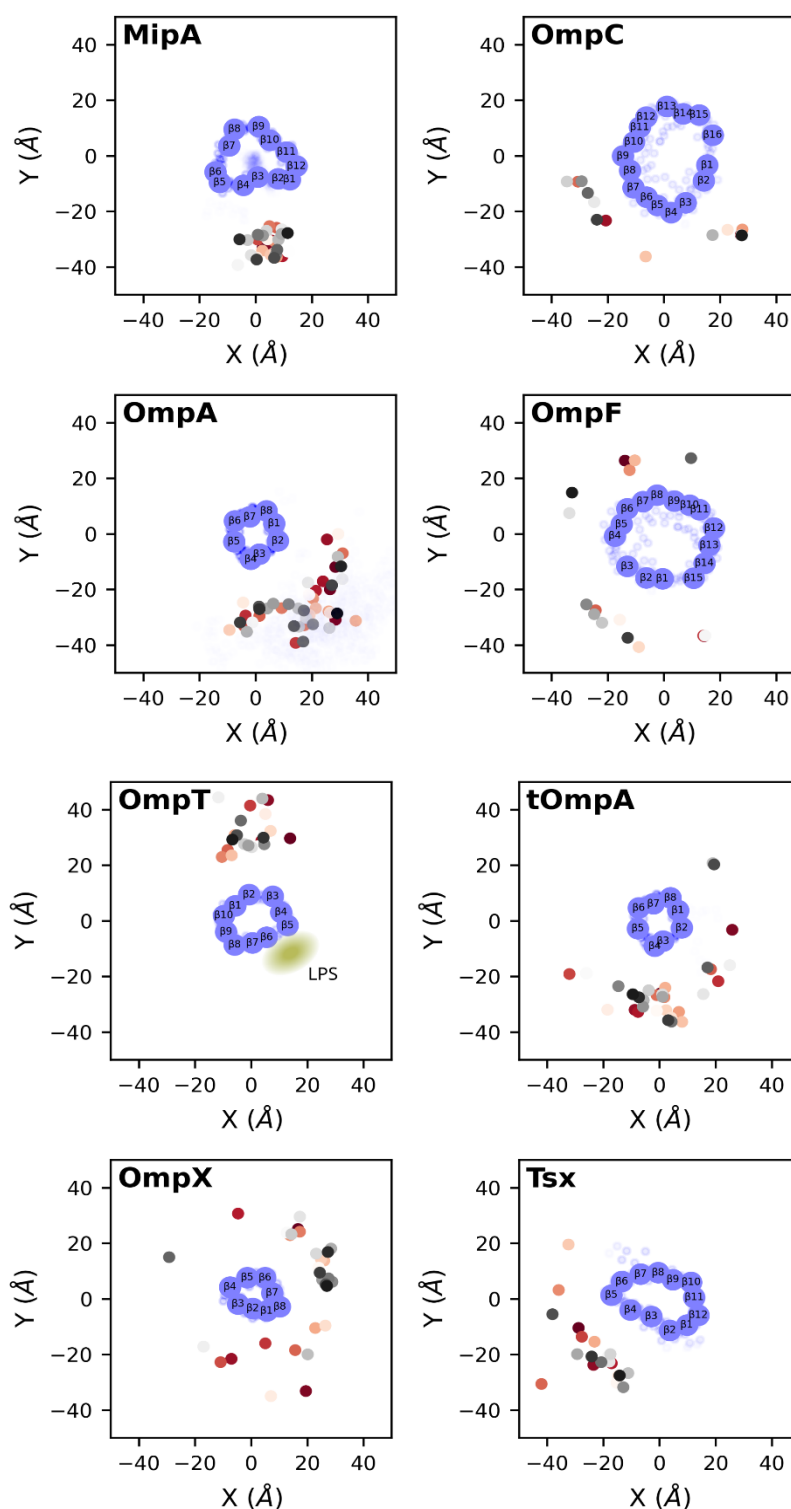 MipA
40
20
0
−20
−40
Y (Å)
β8 β9
β10
β7
β11
β12
β6
β5 β4 β3 β2 β1
−40 −20 0 20 40
X (Å)
OmpC
40
20
0
−20
−40
Y (Å)
β13
β12 β14 β15
β11
β10 β16
β9 β1
β8
β7 β2
β6
β5 β4 β3
−40 −20 0 20 40
X (Å)
OmpA
40
20
0
−20
−40
Y (Å)
β8
β6 β7 β1
β5 β2
β4 β3
−40 −20 0 20 40
X (Å)
OmpF
40
20
0
−20
−40
Y (Å)
β8
β6 β7 β9 β10 β11
β5 β12
β4 β13
β3 β14
β2 β1 β15
−40 −20 0 20 40
X (Å)
OmpT
40
20
0
−20
−40
Y (Å)
β2 β3
β1
β10 β4
β9 β5
β8 β7 β6
LPS
−40 −20 0 20 40
X (Å)
tOmpA
40
20
0
−20
−40
Y (Å)
β8
β6 β7 β1
β5 β2
β4 β3
−40 −20 0 20 40
X (Å)
OmpX
40
20
0
−20
−40
Y (Å)
β5 β6
β4
β7
β3 β2 β1 β8
−40 −20 0 20 40
X (Å)
Tsx
40
20
0
−20
−40
Y (Å)
β7 β8 β9 β10
β6
β5 β11
β4 β3 β12
β2 β1
−40 −20 0 20 40
X (Å)